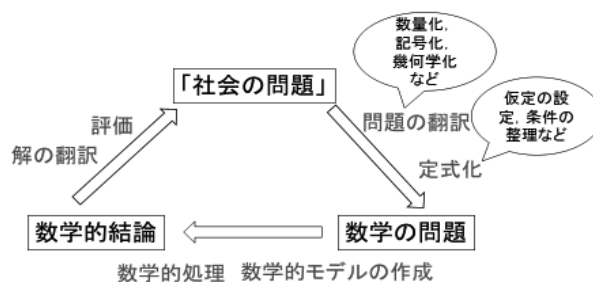 数量化,
記号化,
幾何学化
など
「社会の問題」
仮定の設
定, 条件の
整理など
評価
問題の翻訳
解の翻訳
定式化
数学的結論
数学の問題
数学的処理 数学的モデルの作成